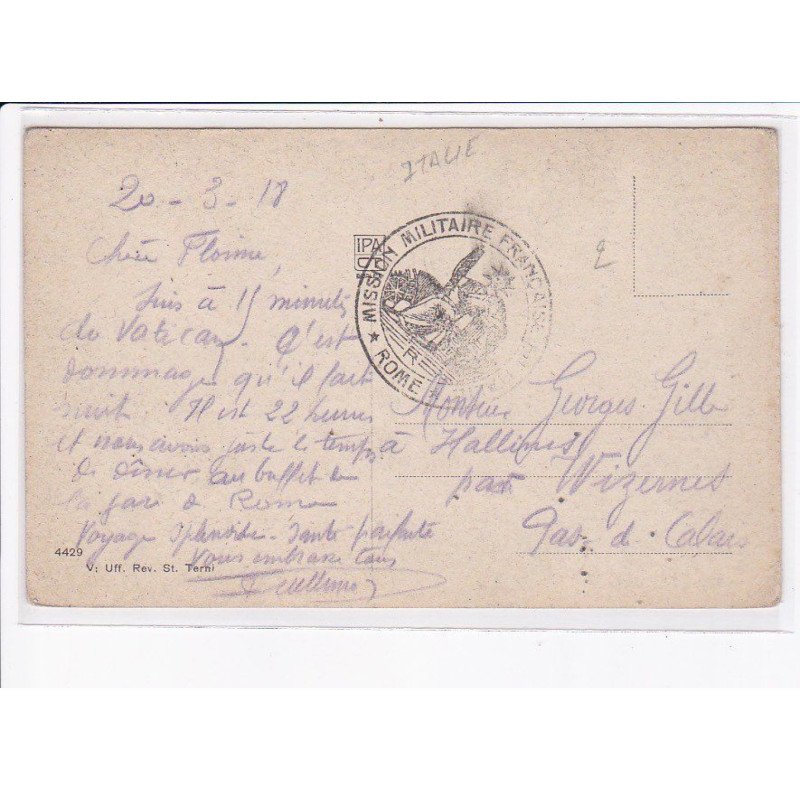 ITALIE
20 - 3 - 18
IPA
CT
MISSION MILITAIRE FRANÇAISE
★ ROME
R
2
Chère Florine,
Suis à 15 minutes
du Vatican. C'est
dommage qu'il fait
nuit. Il est 22 heures
et nous avons juste le temps
de dîner au buffet de
la gare de Rome
Voyage splendide - Santé parfaite
Vous embrasse tous
Monsieur Georges Gilli
à Hallines
par Wizernes
Pas-de-Calais
4429
V; Uff. Rev. St. Terni